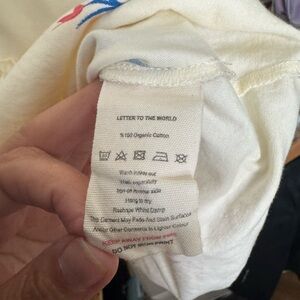 LETTER TO THE WORLD
%100 Organic Cotton
Wash inside out
Wash separately
Iron on reverse side
Hang to dry
Reshape Whilst Damp
This Garment May Fade And Stain Surfaces
And/or Other Garments In Lighter Colour
KEEP AWAY FROM FIRE
DO NOT